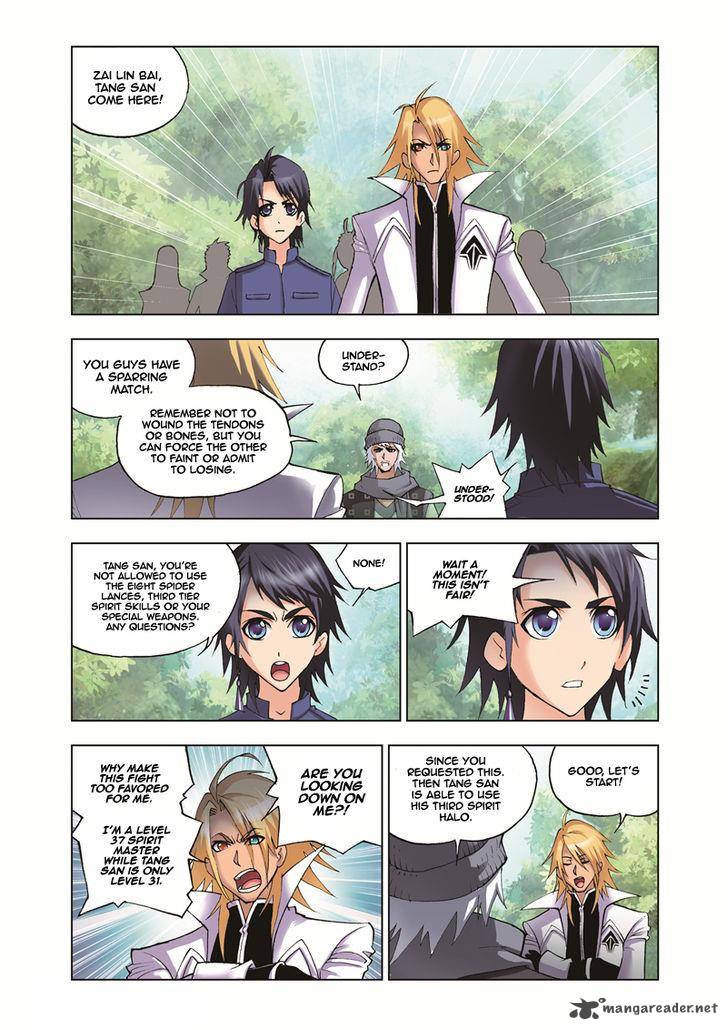 ZAI LIN BAI,
TANG SAN
COME HERE!
YOU GUYS HAVE
A SPARRING
MATCH.
REMEMBER NOT TO
WOUND THE TENDONS
OR BONES, BUT YOU
CAN FORCE THE OTHER
TO FAINT OR ADMIT
TO LOSING.
UNDER-
STAND?
UNDER-
STOOD!
TANG SAN, YOU'RE
NOT ALLOWED TO USE
THE EIGHT SPIDER
LANCES, THIRD TIER
SPIRIT SKILLS OR YOUR
SPECIAL WEAPONS.
ANY QUESTIONS?
NONE!
WAIT A
MOMENT!
THIS ISN'T
FAIR!
WHY MAKE
THIS FIGHT
TOO FAVORED
FOR ME.
I'M A LEVEL
37 SPIRIT
MASTER
WHILE TANG
SAN IS ONLY
LEVEL 31.
ARE YOU
LOOKING
DOWN ON
ME?!
SINCE YOU
REQUESTED THIS.
THEN TANG SAN
IS ABLE TO USE
HIS THIRD SPIRIT
HALO.
GOOD, LET'S
START!
mangareader.net